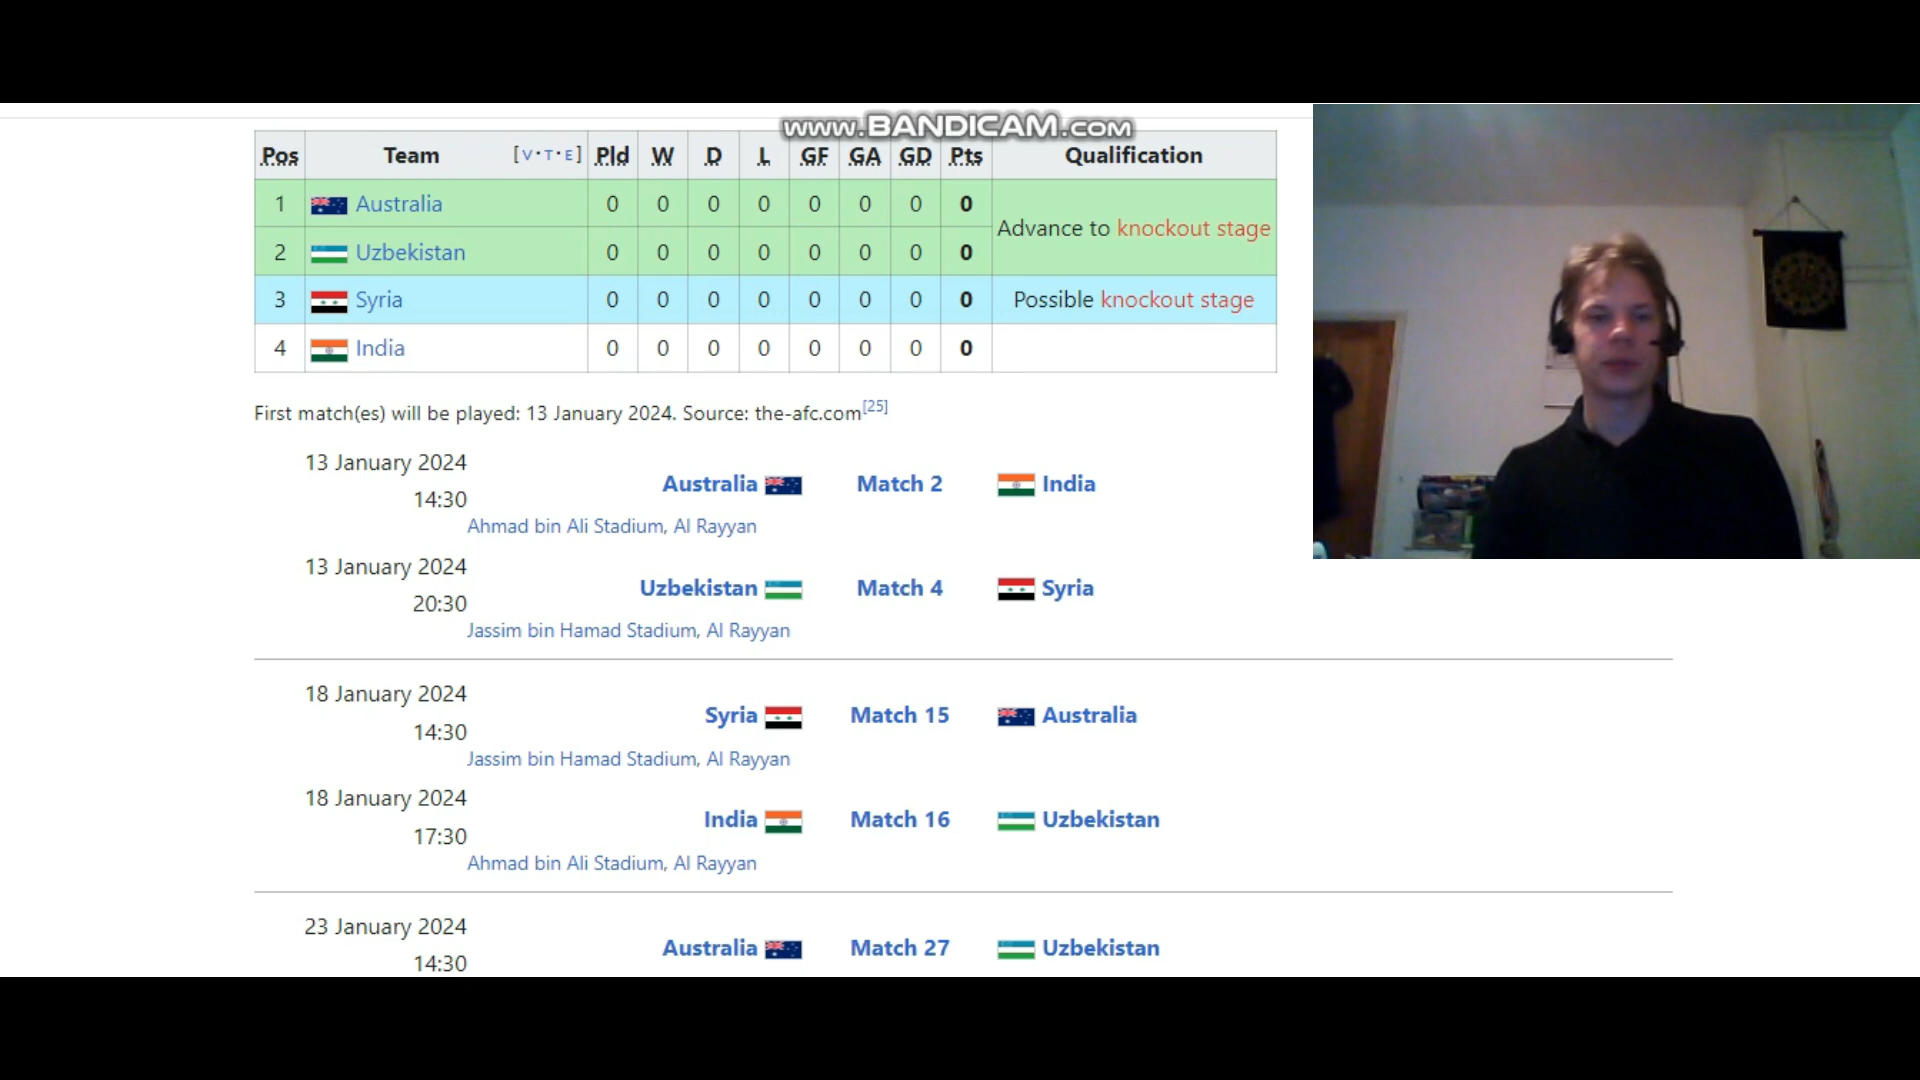 www.BANDICAM.com
Pos Team [V·T·E] Pld W D L GF GA GD Pts Qualification
1 Australia 0 0 0 0 0 0 0 0 Advance to knockout stage
2 Uzbekistan 0 0 0 0 0 0 0 0
3 Syria 0 0 0 0 0 0 0 0 Possible knockout stage
4 India 0 0 0 0 0 0 0 0
First match(es) will be played: 13 January 2024. Source: the-afc.com[25]
13 January 2024
14:30
Australia Match 2 India
Ahmad bin Ali Stadium, Al Rayyan
13 January 2024
20:30
Uzbekistan Match 4 Syria
Jassim bin Hamad Stadium, Al Rayyan
18 January 2024
14:30
Syria Match 15 Australia
Jassim bin Hamad Stadium, Al Rayyan
18 January 2024
17:30
India Match 16 Uzbekistan
Ahmad bin Ali Stadium, Al Rayyan
23 January 2024
14:30
Australia Match 27 Uzbekistan